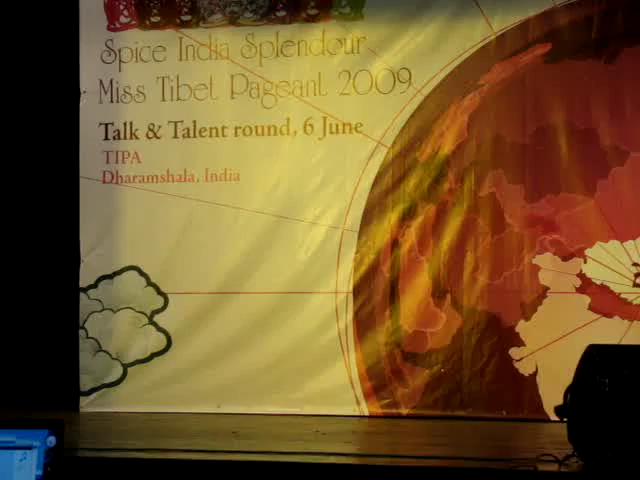 Spice India Splendour
Miss Tibet Pageant 2009
Talk & Talent round, 6 June
TIPA
Dharamshala, India